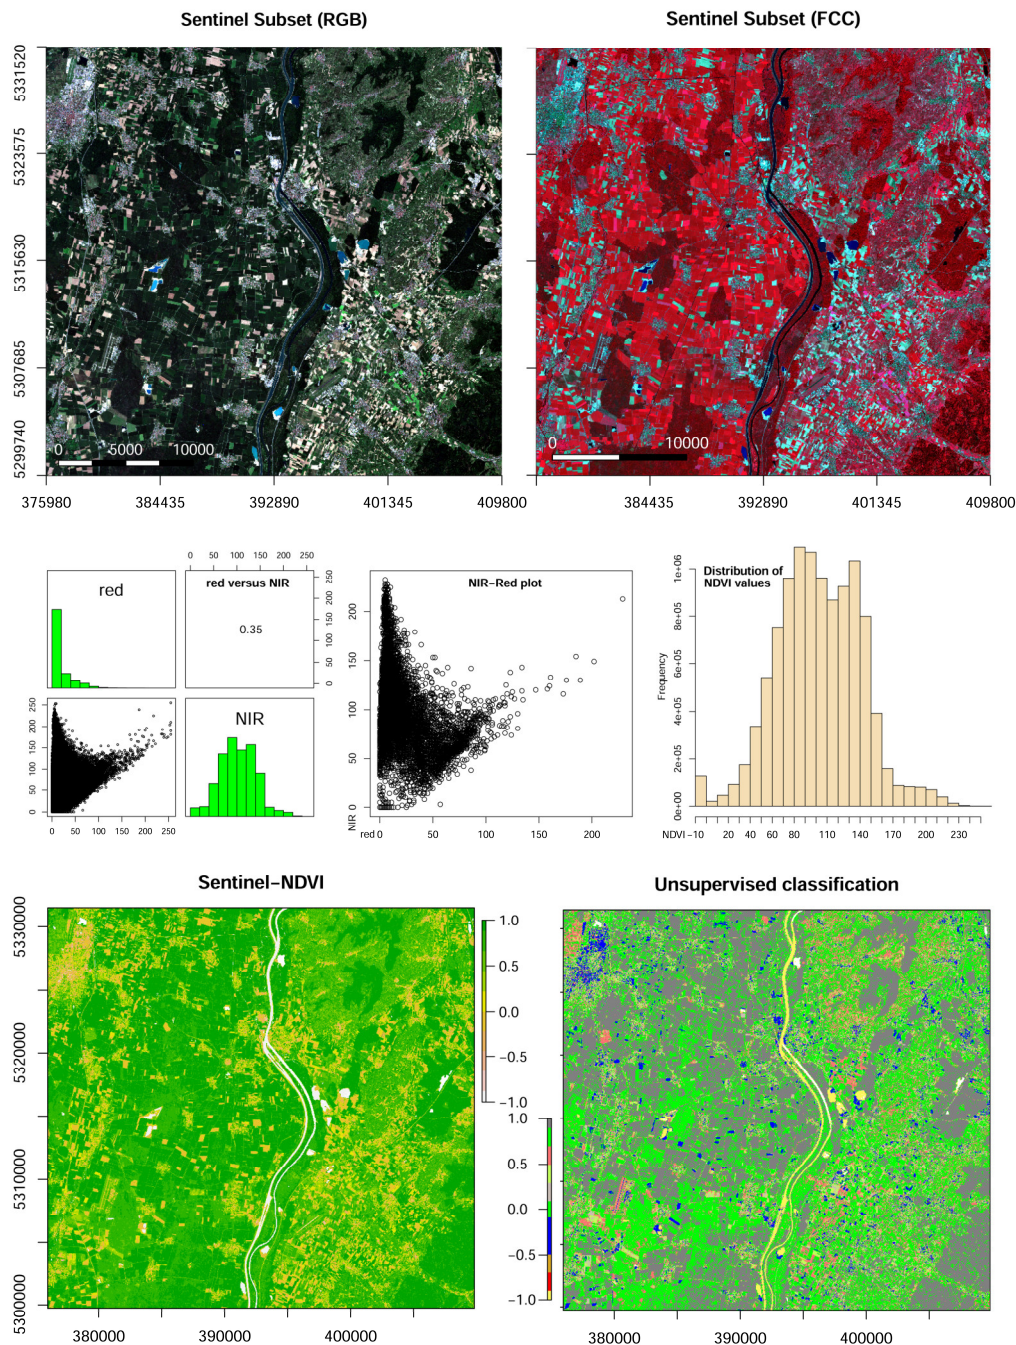 Sentinel Subset (RGB)
Sentinel Subset (FCC)
5331520
5323575
5315630
5307685
5299740
0 5000 10000
0 10000
375980 384435 392890 401345 409800
384435 392890 401345 409800
0 50 100 150 200 250
red
red versus NIR
0.35
250
200
150
100
50
0
NIR
250
200
150
100
50
0
0 50 100 150 200 250
NIR−Red plot
200
150
100
50
0
NIR
red 0 50 100 150 200
Distribution of
NDVI values
Frequency
1e+06
8e+05
6e+05
4e+05
2e+05
0e+00
NDVI −10 20 40 60 80 110 140 170 200 230
Sentinel−NDVI
Unsupervised classification
5330000
5320000
5310000
5300000
1.0
0.5
0.0
−0.5
−1.0
1.0
0.5
0.0
−0.5
−1.0
380000 390000 400000
380000 390000 400000